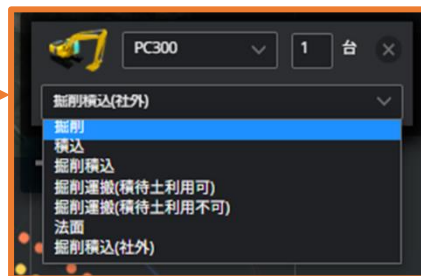 PC300 1 台
掘削積込(社外)
掘削
積込
掘削積込
掘削運搬(積待土利用可)
掘削運搬(積待土利用不可)
法面
掘削積込(社外)